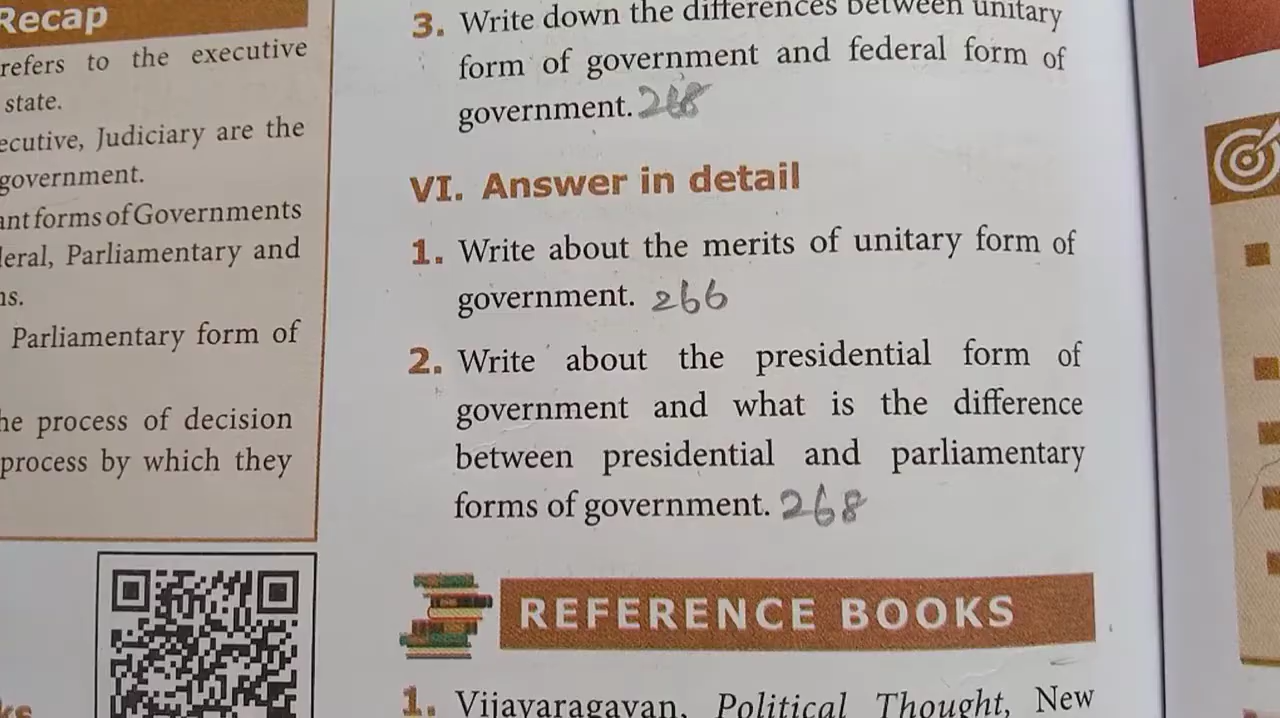 Recap
refers to the executive
state.
ecutive, Judiciary are the
government.
ant forms of Governments
leral, Parliamentary and
ns.
Parliamentary form of
he process of decision
process by which they
3. Write down the differences between unitary
form of government and federal form of
government. 268
VI. Answer in detail
1. Write about the merits of unitary form of
government. 266
2. Write about the presidential form of
government and what is the difference
between presidential and parliamentary
forms of government. 268
REFERENCE BOOKS
1. Vijayaragavan, Political Thought, New